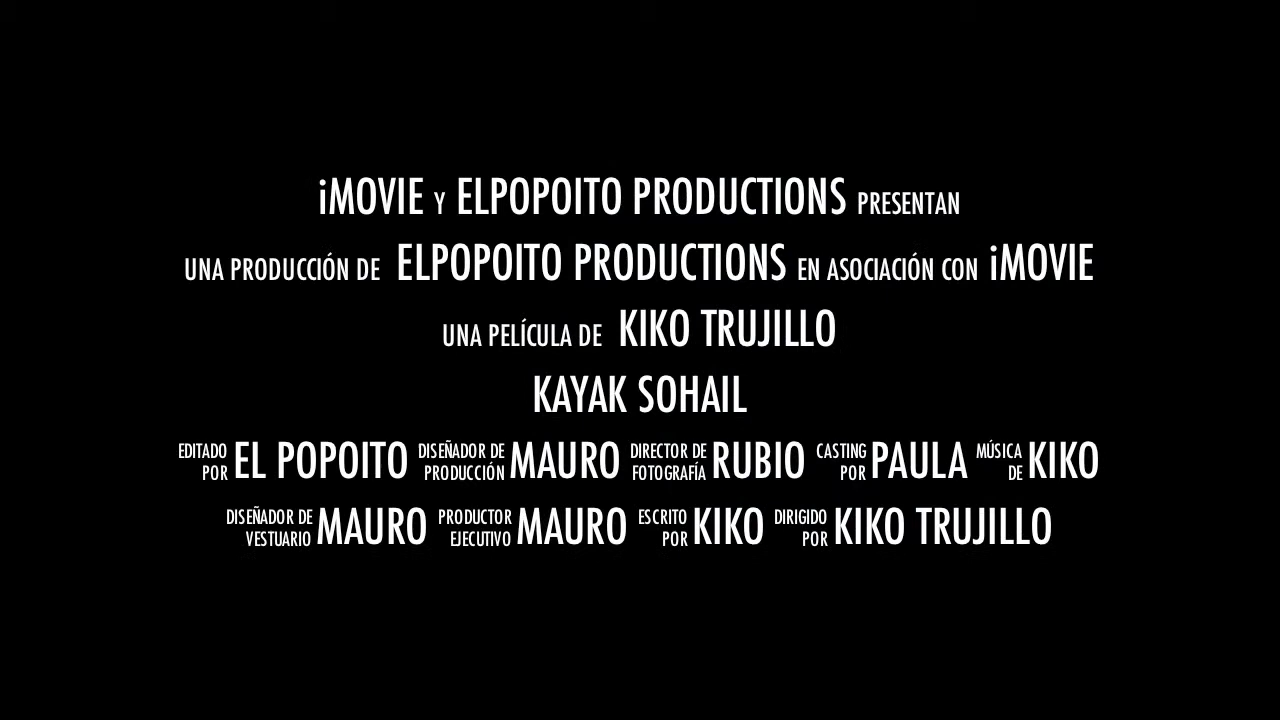 iMOVIE Y ELPOPOITO PRODUCTIONS PRESENTAN
UNA PRODUCCIÓN DE ELPOPOITO PRODUCTIONS EN ASOCIACIÓN CON iMOVIE
UNA PELÍCULA DE KIKO TRUJILLO
KAYAK SOHAIL
EDITADO POR EL POPOITO DISEÑADOR DE PRODUCCIÓN MAURO DIRECTOR DE FOTOGRAFÍA RUBIO CASTING POR PAULA MÚSICA DE KIKO
DISEÑADOR DE VESTUARIO MAURO PRODUCTOR EJECUTIVO MAURO ESCRITO POR KIKO DIRIGIDO POR KIKO TRUJILLO